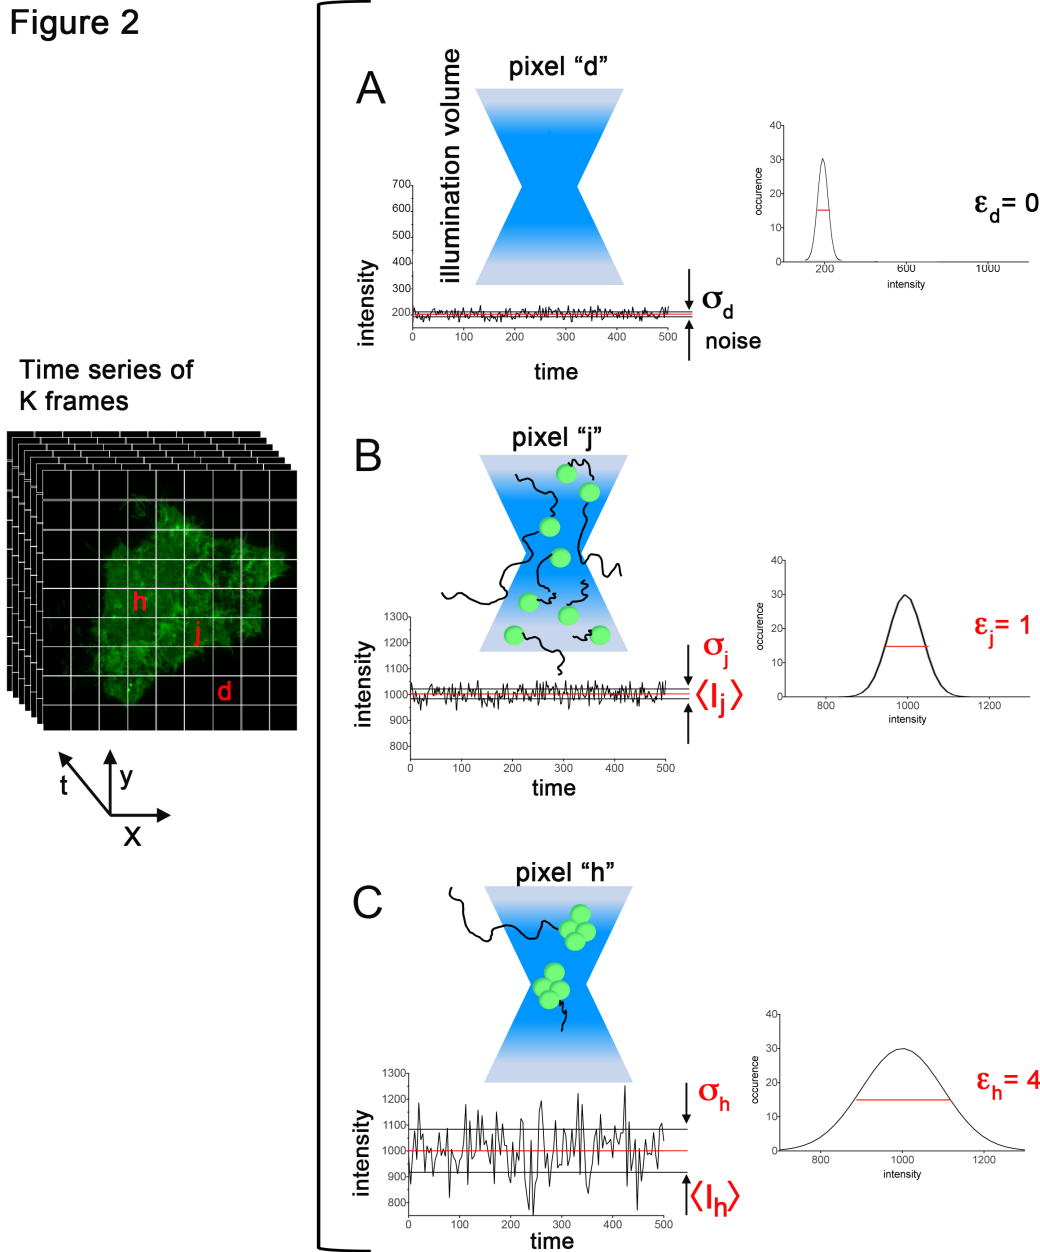 Figure 2
Time series of
K frames
h
j
d
t
y
x
A
pixel “d”
illumination volume
intensity
700
600
500
400
300
200
0
100
200
300
400
500
time
σd
noise
occurence
40
30
20
10
0
200
600
1000
intensity
εd= 0
B
pixel “j”
intensity
1300
1200
1100
1000
900
800
0
100
200
300
400
500
time
σj
⟨Ij⟩
occurence
40
30
20
10
0
800
1000
1200
intensity
εj= 1
C
pixel “h”
intensity
1300
1200
1100
1000
900
800
0
100
200
300
400
500
time
σh
⟨Ih⟩
occurence
40
30
20
10
0
800
1000
1200
intensity
εh= 4